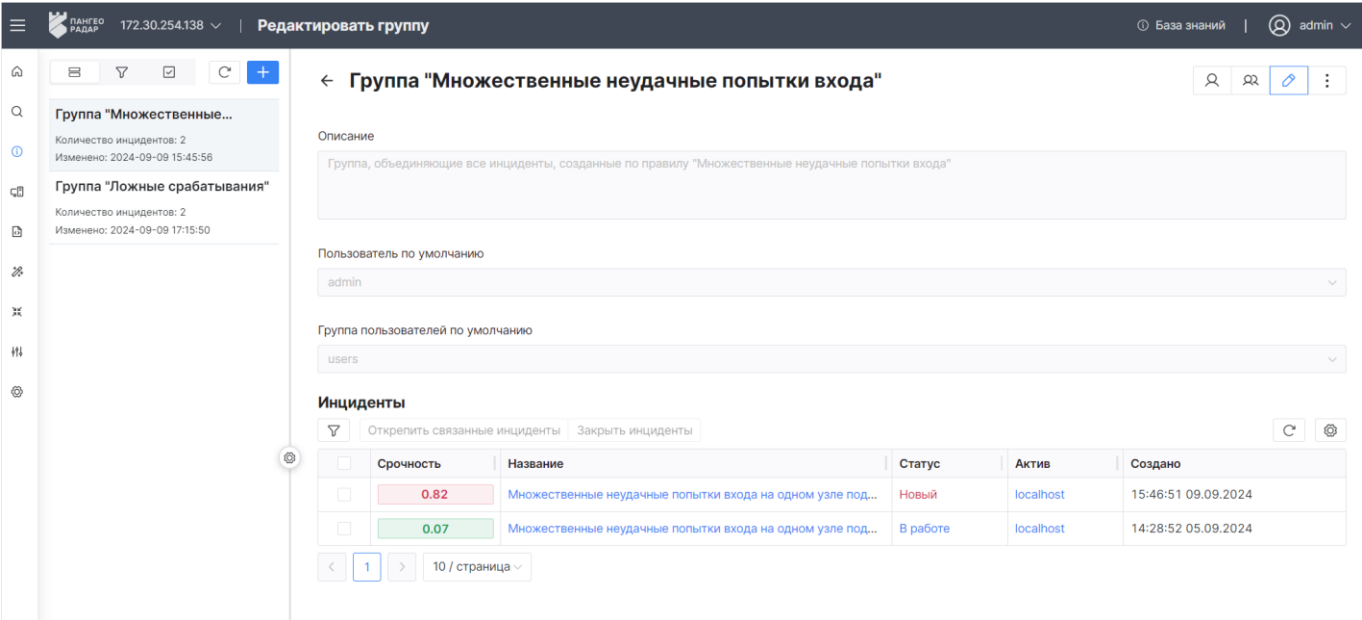 ПАНГЕО
РАДАР
172.30.254.138
|
Редактировать группу
База знаний
|
admin
Группа "Множественные...
Количество инцидентов: 2
Изменено: 2024-09-09 15:45:56
Группа "Ложные срабатывания"
Количество инцидентов: 2
Изменено: 2024-09-09 17:15:50
Группа "Множественные неудачные попытки входа"
Описание
Группа, объединяющие все инциденты, созданные по правилу "Множественные неудачные попытки входа"
Пользователь по умолчанию
admin
Группа пользователей по умолчанию
users
Инциденты
Открепить связанные инциденты Закрыть инциденты
Срочность Название Статус Актив Создано
0.82 Множественные неудачные попытки входа на одном узле под... Новый localhost 15:46:51 09.09.2024
0.07 Множественные неудачные попытки входа на одном узле под... В работе localhost 14:28:52 05.09.2024
< 1 > 10 / страница